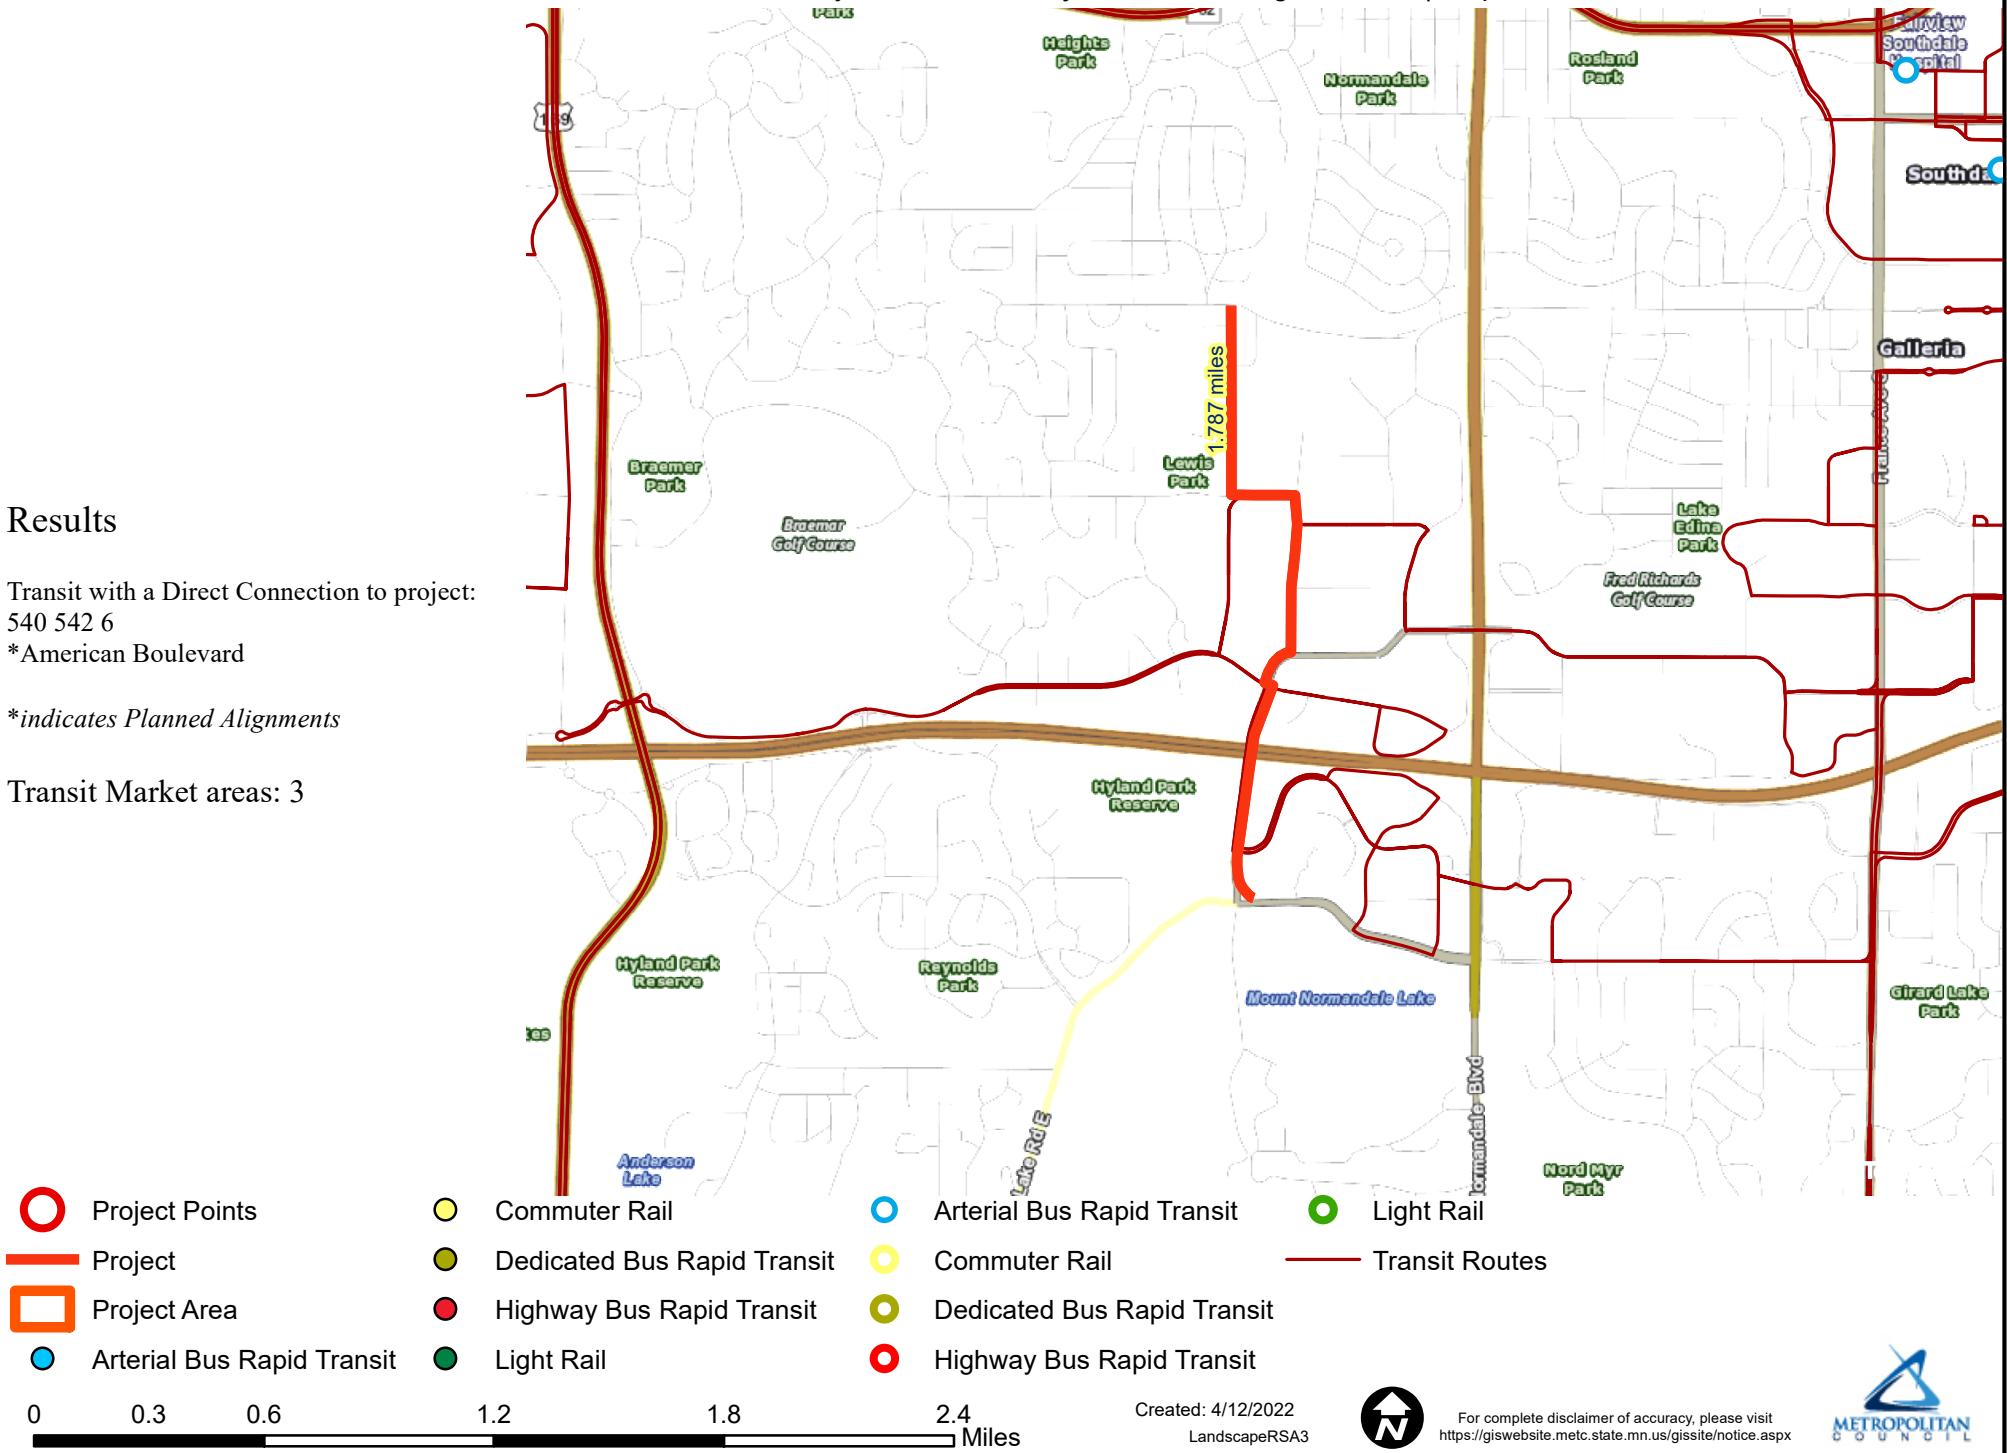 Park
62
Fairview
Southdale
Hospital
Heights
Park
Rosland
Park
Normandale
Park
169
Southda
1.787 miles
Galleria
France Ave S
Lewis
Park
Braemer
Park
Braemar
Golf Course
Lake
Edina
Park
Fred Richards
Golf Course
Results
Transit with a Direct Connection to project:
540 542 6
*American Boulevard
*indicates Planned Alignments
Transit Market areas: 3
Hyland Park
Reserve
Hyland Park
Reserve
Reynolds
Park
Mount Normandale Lake
Girard Lake
Park
kes
Normandale Blvd
Lake Rd E
Anderson
Lake
Nord Myr
Park
Project Points
Project
Project Area
Arterial Bus Rapid Transit
Commuter Rail
Dedicated Bus Rapid Transit
Highway Bus Rapid Transit
Light Rail
Arterial Bus Rapid Transit
Commuter Rail
Dedicated Bus Rapid Transit
Highway Bus Rapid Transit
Light Rail
Transit Routes
0 0.3 0.6 1.2 1.8 2.4
Miles
Created: 4/12/2022
LandscapeRSA3
N
For complete disclaimer of accuracy, please visit
https://giswebsite.metc.state.mn.us/gissite/notice.aspx
METROPOLITAN
COUNCIL